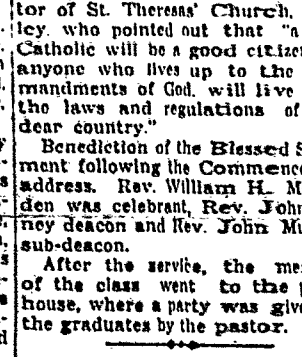 tor of St. Theresas' Church,
ley, who pointed out that "a
Catholic will be a good citize
anyone who lives up to the
mandments of God, will live
the laws and regulations of
dear country."
Benediction of the Blessed S
ment following the Commence
address. Rev. William H. M
den was celebrant, Rev. John
ney deacon and Rev. John Mu
sub-deacon.
After the service, the me
of the class went to the
house, where a party was give
the graduates by the pastor.